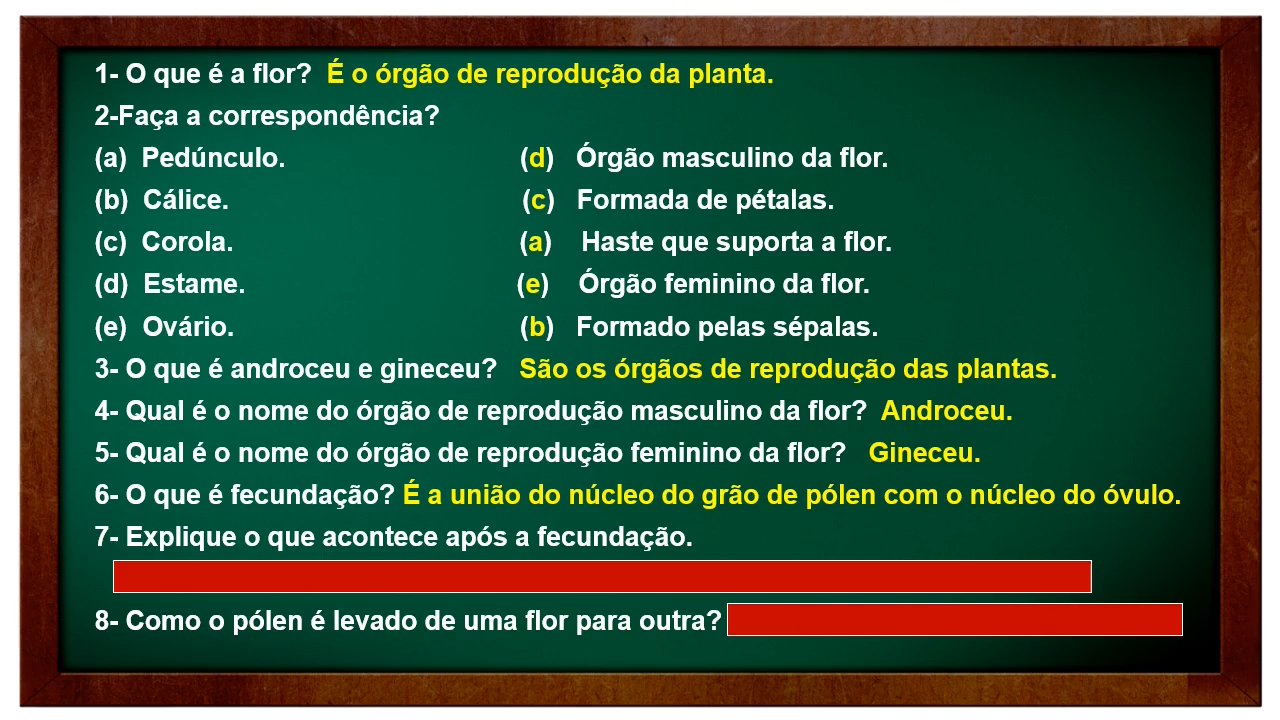 1- O que é a flor? É o órgão de reprodução da planta.
2-Faça a correspondência?
(a) Pedúnculo. (d) Órgão masculino da flor.
(b) Cálice. (c) Formada de pétalas.
(c) Corola. (a) Haste que suporta a flor.
(d) Estame. (e) Órgão feminino da flor.
(e) Ovário. (b) Formado pelas sépalas.
3- O que é androceu e gineceu? São os órgãos de reprodução das plantas.
4- Qual é o nome do órgão de reprodução masculino da flor? Androceu.
5- Qual é o nome do órgão de reprodução feminino da flor? Gineceu.
6- O que é fecundação? É a união do núcleo do grão de pólen com o núcleo do óvulo.
7- Explique o que acontece após a fecundação.
8- Como o pólen é levado de uma flor para outra?